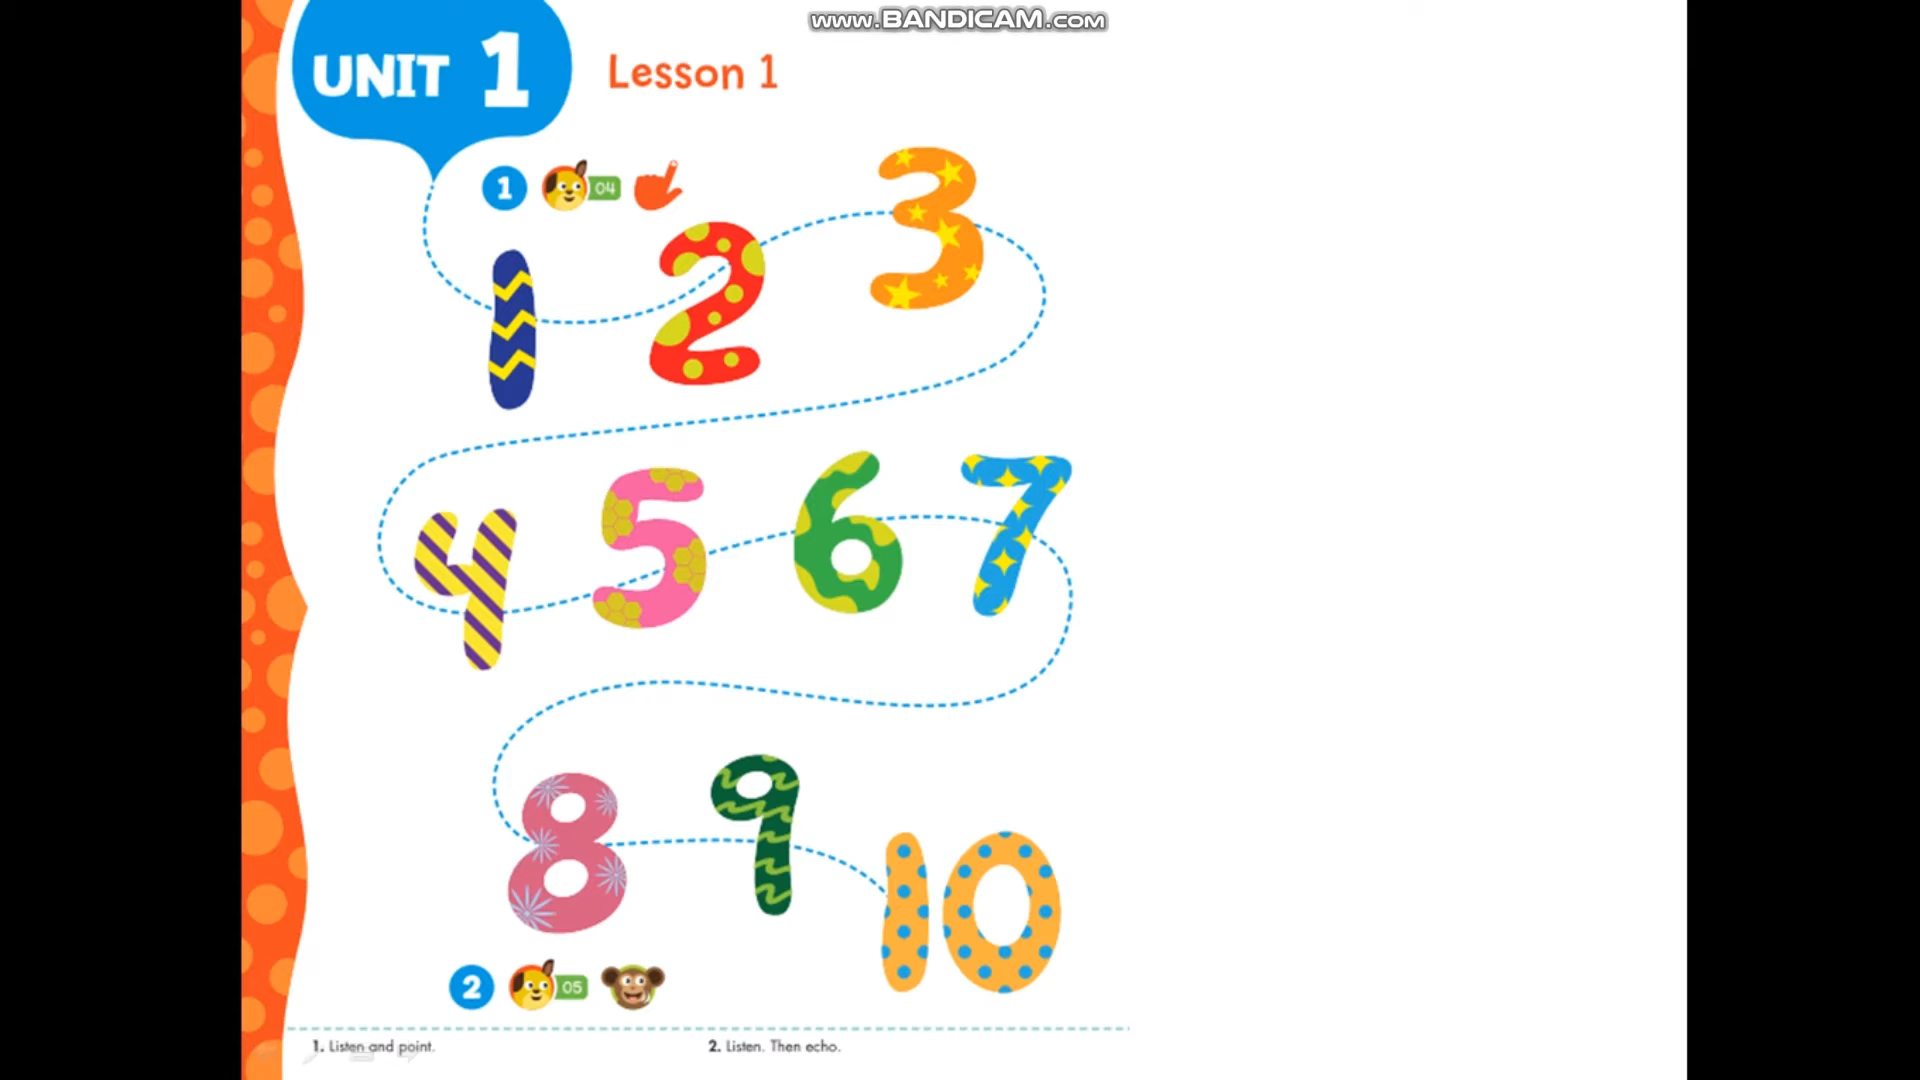 www.BANDICAM.com
UNIT 1
Lesson 1
1 04
1 2 3
4 5 6 7
8 9 10
2 05
1. Listen and point.
2. Listen. Then echo.